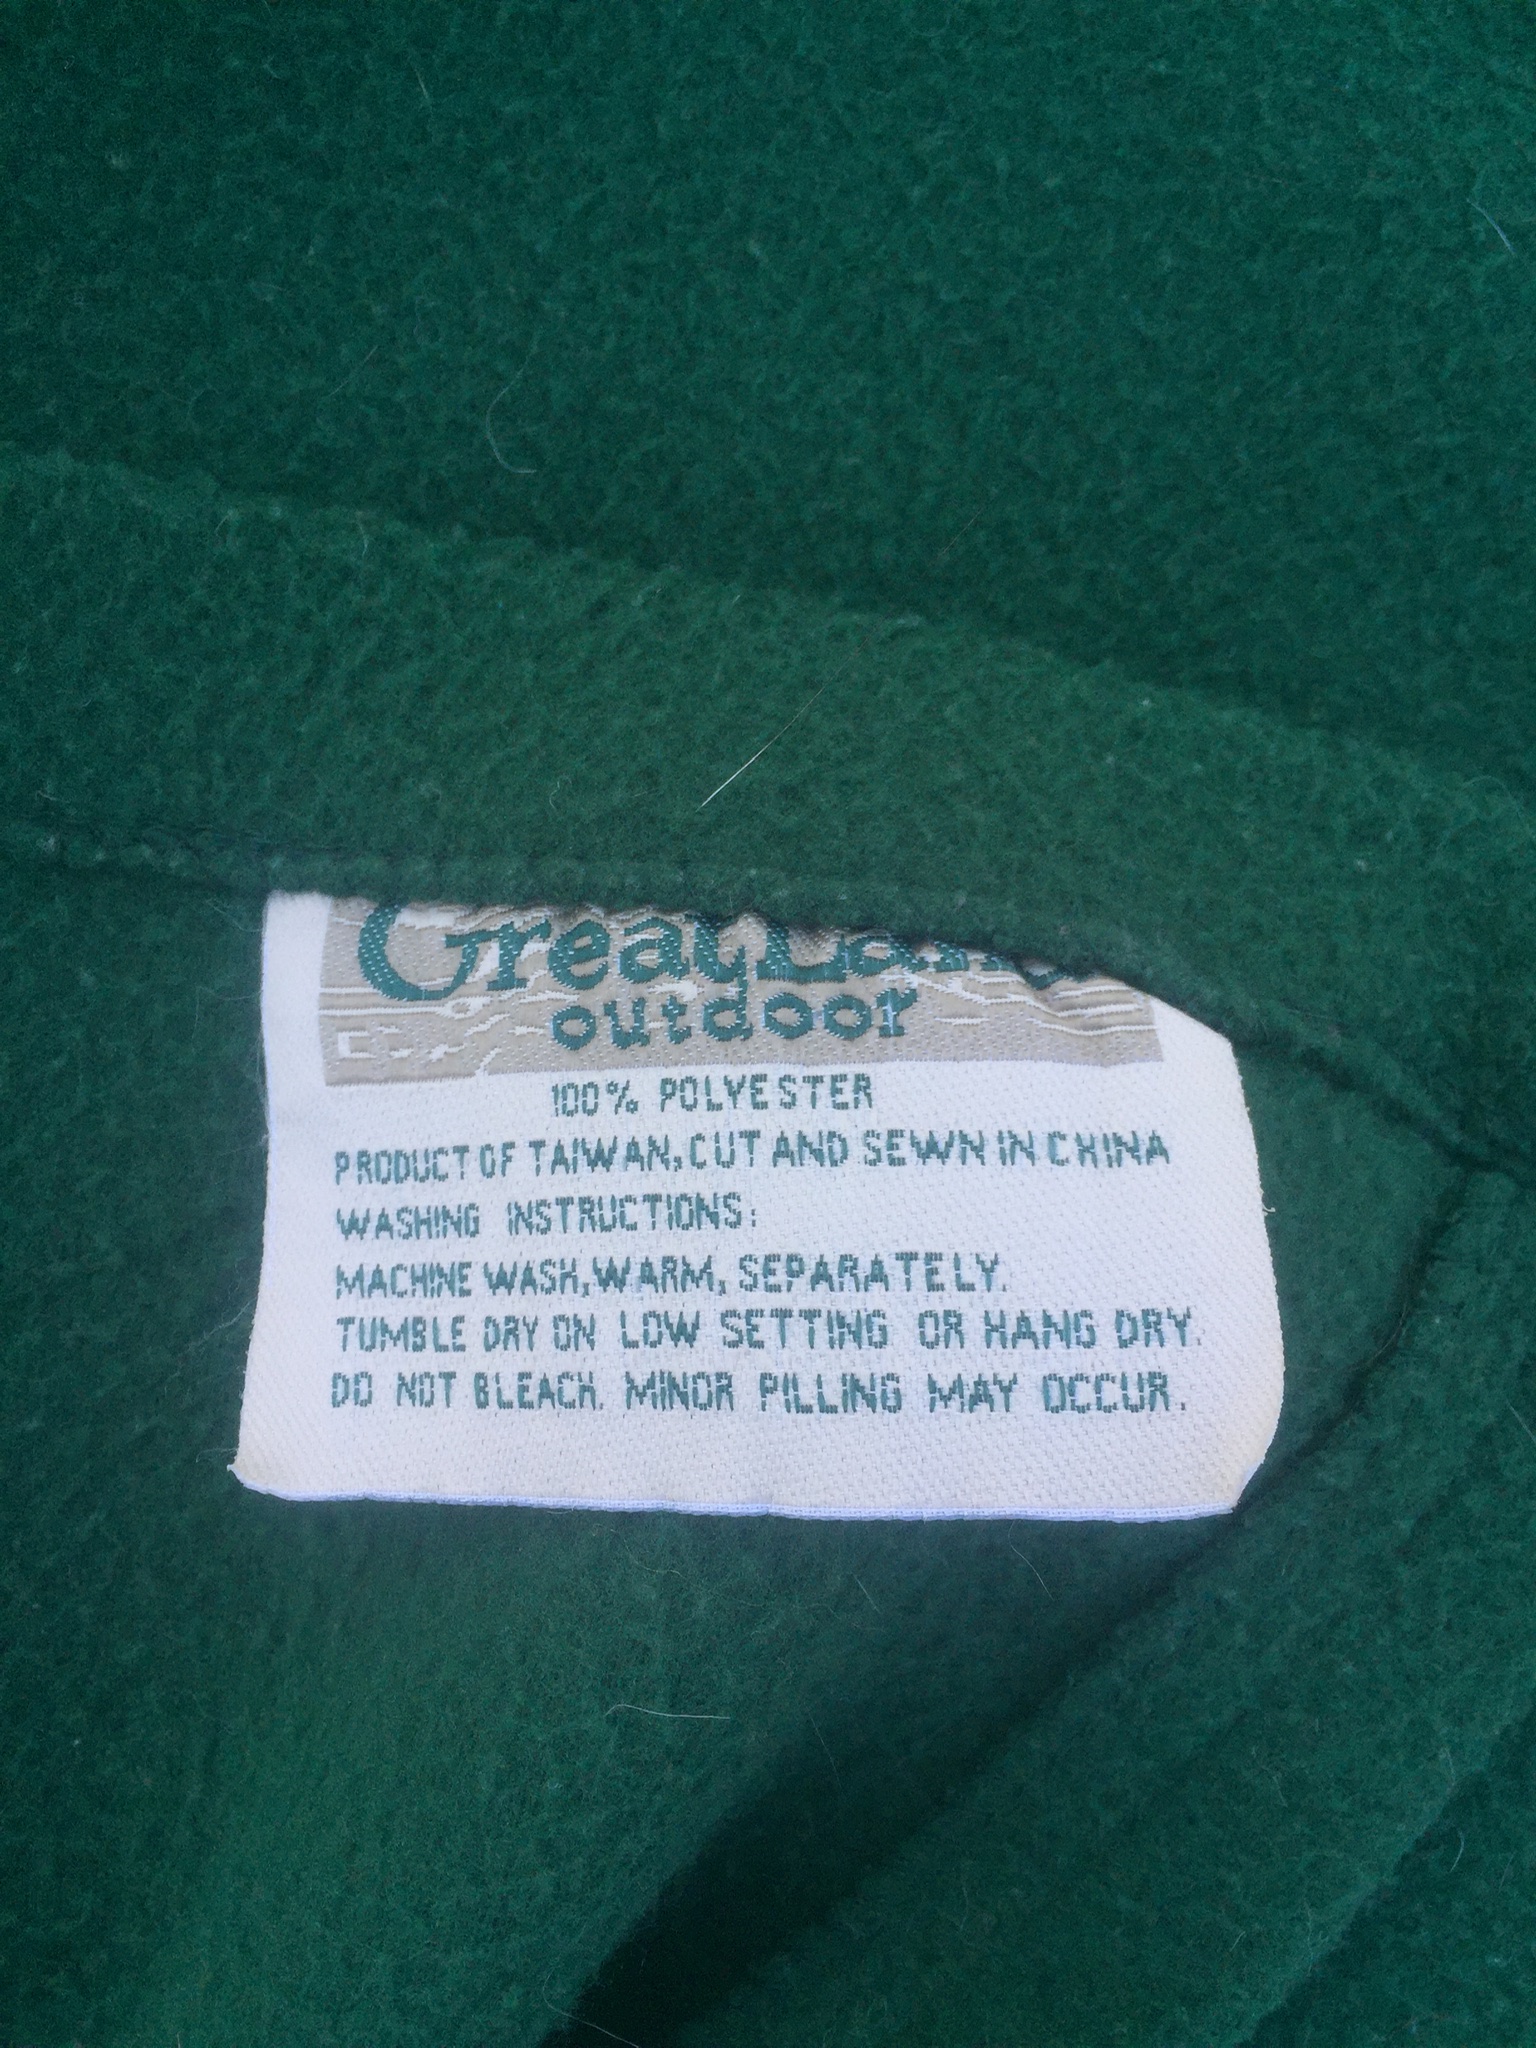 GreatLand
outdoor
100% POLYESTER
PRODUCT OF TAIWAN, CUT AND SEWN IN CHINA
WASHING INSTRUCTIONS:
MACHINE WASH, WARM, SEPARATELY.
TUMBLE DRY ON LOW SETTING OR HANG DRY.
DO NOT BLEACH. MINOR PILLING MAY OCCUR.